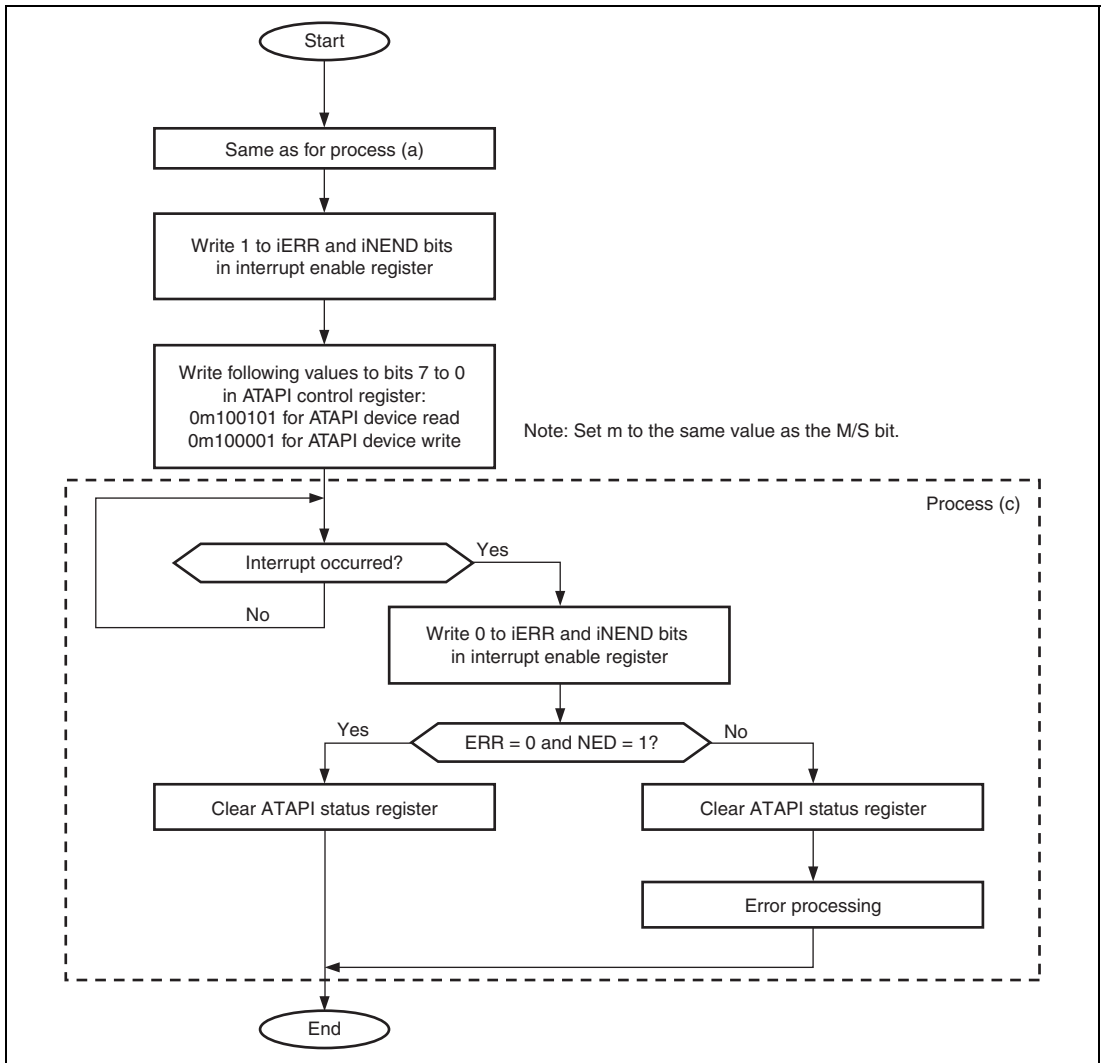 Start
Same as for process (a)
Write 1 to iERR and iNEND bits
in interrupt enable register
Write following values to bits 7 to 0
in ATAPI control register:
0m100101 for ATAPI device read
0m100001 for ATAPI device write
Note: Set m to the same value as the M/S bit.
Process (c)
Interrupt occurred?
Yes
No
Write 0 to iERR and iNEND bits
in interrupt enable register
Yes
ERR = 0 and NED = 1?
No
Clear ATAPI status register
Clear ATAPI status register
Error processing
End